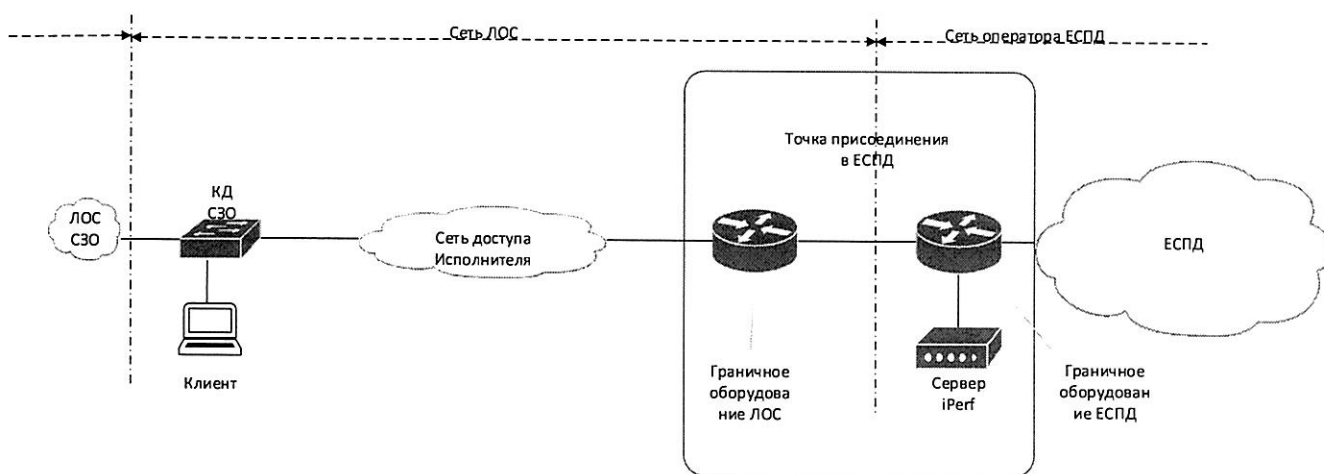 Сеть ЛОС
Сеть оператора ЕСПД
Точка присоединения
в ЕСПД
КД
СЗО
ЛОС
СЗО
Сеть доступа
Исполнителя
ЕСПД
Клиент
Граничное
оборудова
ние ЛОС
Сервер
iPerf
Граничное
оборудован
ие ЕСПД